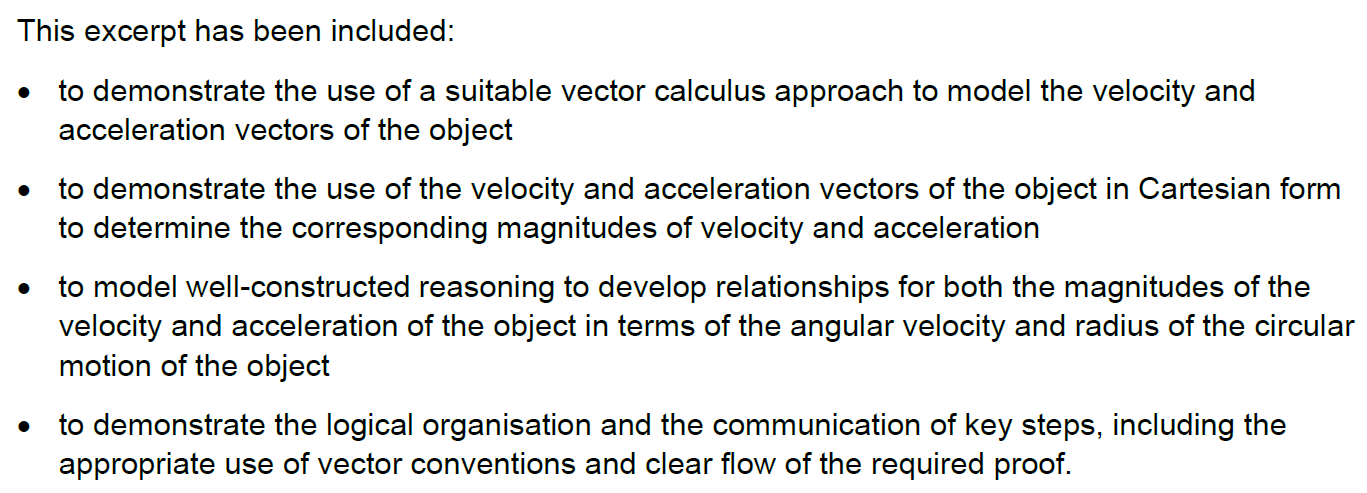 This excerpt has been included:
• to demonstrate the use of a suitable vector calculus approach to model the velocity and
acceleration vectors of the object
• to demonstrate the use of the velocity and acceleration vectors of the object in Cartesian form
to determine the corresponding magnitudes of velocity and acceleration
• to model well-constructed reasoning to develop relationships for both the magnitudes of the
velocity and acceleration of the object in terms of the angular velocity and radius of the circular
motion of the object
• to demonstrate the logical organisation and the communication of key steps, including the
appropriate use of vector conventions and clear flow of the required proof.